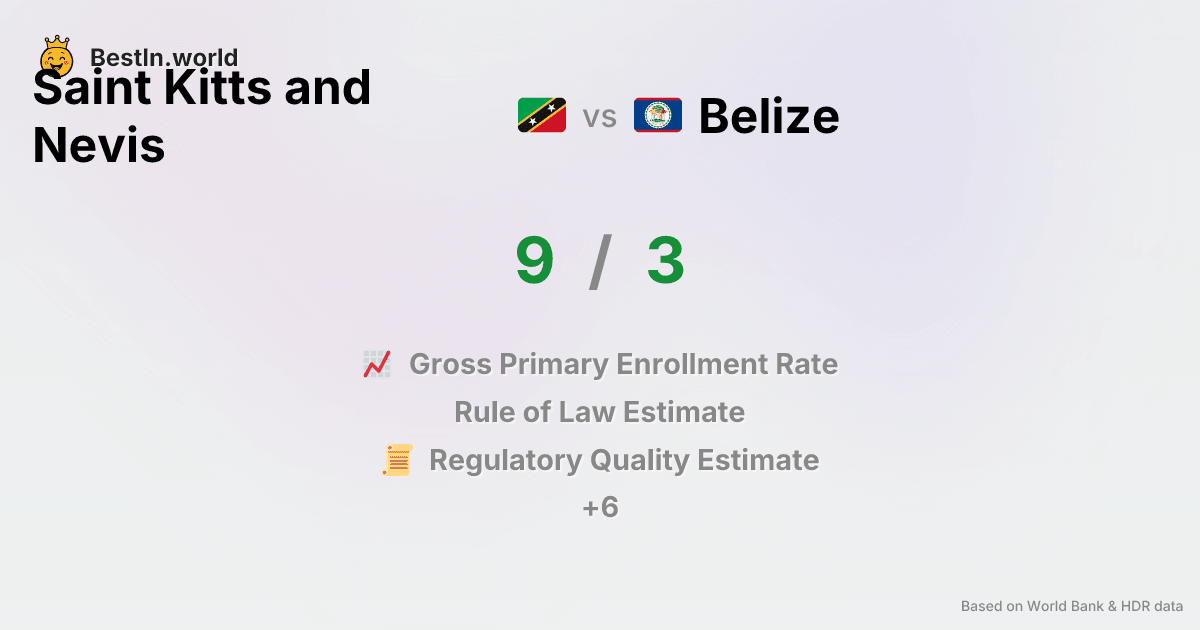 BestIn.world
Saint Kitts and
Nevis
vs
Belize
9 / 3
Gross Primary Enrollment Rate
Rule of Law Estimate
Regulatory Quality Estimate
+6
Based on World Bank & HDR data